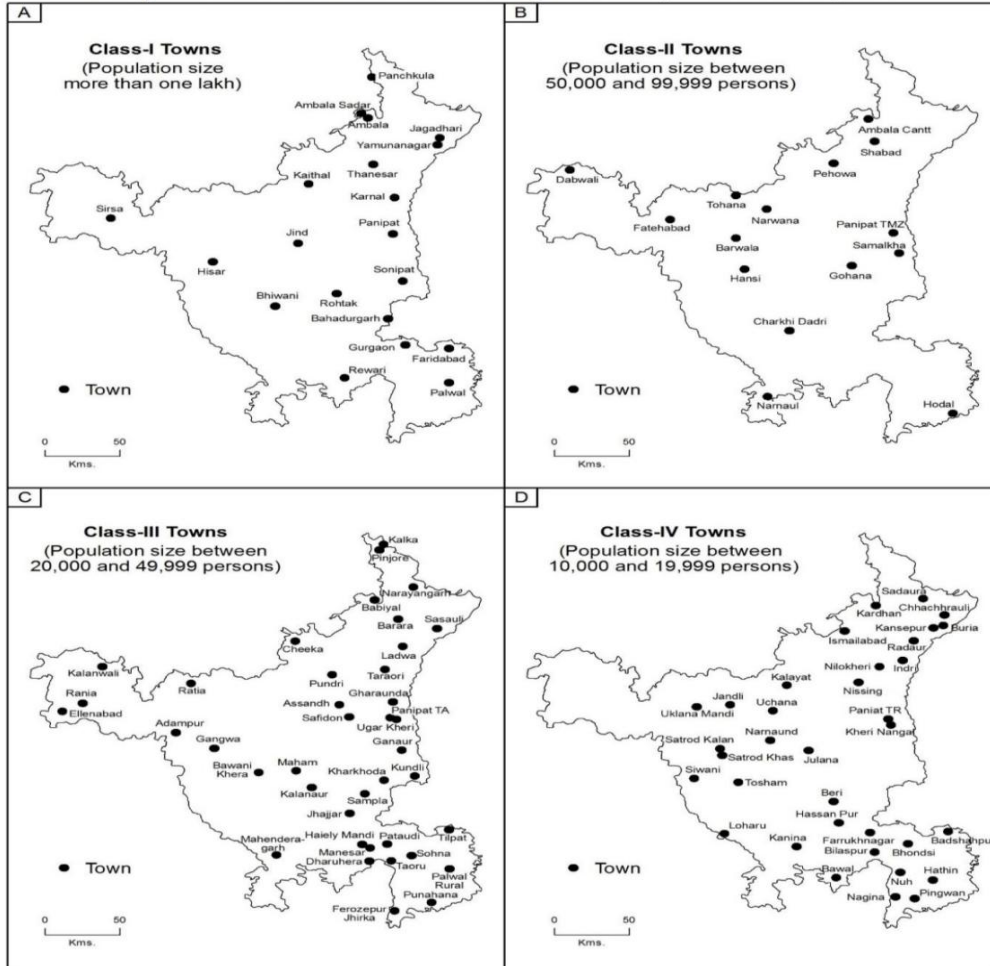 A
Class-I Towns
(Population size
more than one lakh)
Panchkula
Ambala Sadar
Ambala
Jagadhari
Yamunanagar
Thanesar
Kaithal
Karnal
Sirsa
Panipat
Jind
Hisar
Sonipat
Bhiwani
Rohtak
Bahadurgarh
Gurgaon
Faridabad
Rewari
Palwal
Town
0 50
Kms.
B
Class-II Towns
(Population size between
50,000 and 99,999 persons)
Ambala Cantt
Shabad
Pehowa
Dabwali
Tohana
Narwana
Fatehabad
Panipat TMZ
Barwala
Samalkha
Hansi
Gohana
Charkhi Dadri
Narnaul
Hodal
Town
0 50
Kms.
C
Class-III Towns
(Population size between
20,000 and 49,999 persons)
Kalka
Pinjore
Narayangarh
Babiyal
Barara
Sasauli
Cheeka
Ladwa
Kalanwali
Taraori
Pundri
Rania
Ratia
Gharaunda
Ellenabad
Assandh
Panipat TA
Safidon
Ugar Kheri
Adampur
Gangwa
Ganaur
Bawani
Khera
Maham
Kharkhoda
Kundli
Kalanaur
Sampla
Jhajjar
Haiely Mandi
Pataudi
Tilpat
Mahender-
garh
Manesar
Sohna
Dharuhera
Taoru
Palwal
Rural
Punahana
Ferozepur
Jhirka
Town
0 50
Kms.
D
Class-IV Towns
(Population size between
10,000 and 19,999 persons)
Sadaura
Kardhan
Chhachhrauli
Kansepur
Buria
Ismailabad
Radaur
Nilokheri
Indri
Kalayat
Nissing
Jandli
Uchana
Uklana Mandi
Paniat TR
Kheri Nangal
Narnaund
Satrod Kalan
Satrod Khas
Julana
Siwani
Tosham
Beri
Hassan Pur
Loharu
Kanina
Farrukhnagar
Badshahpur
Bilaspur
Bhondsi
Bawal
Nuh
Hathin
Nagina
Pingwan
Town
0 50
Kms.